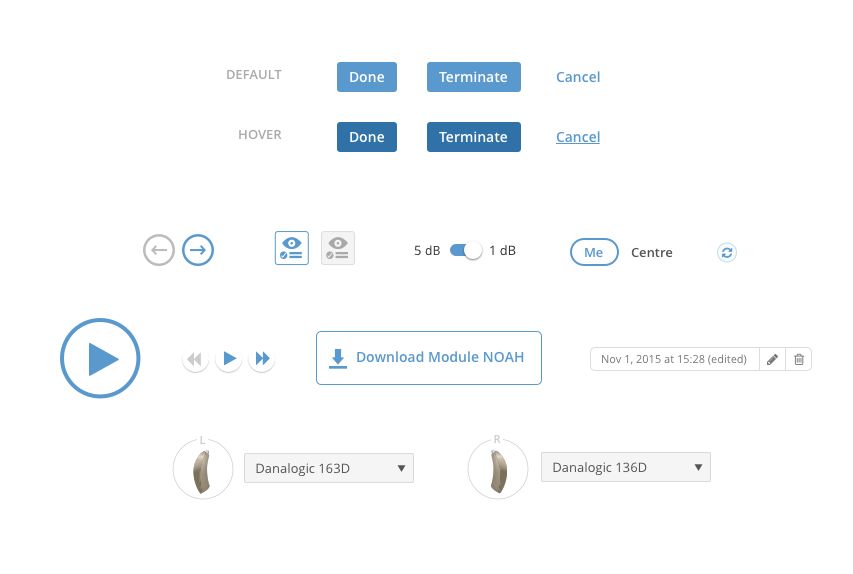 DEFAULT Done Terminate Cancel
HOVER Done Terminate Cancel
5 dB 1 dB Me Centre
Download Module NOAH
Nov 1, 2015 at 15:28 (edited)
L R
Danalogic 163D Danalogic 136D